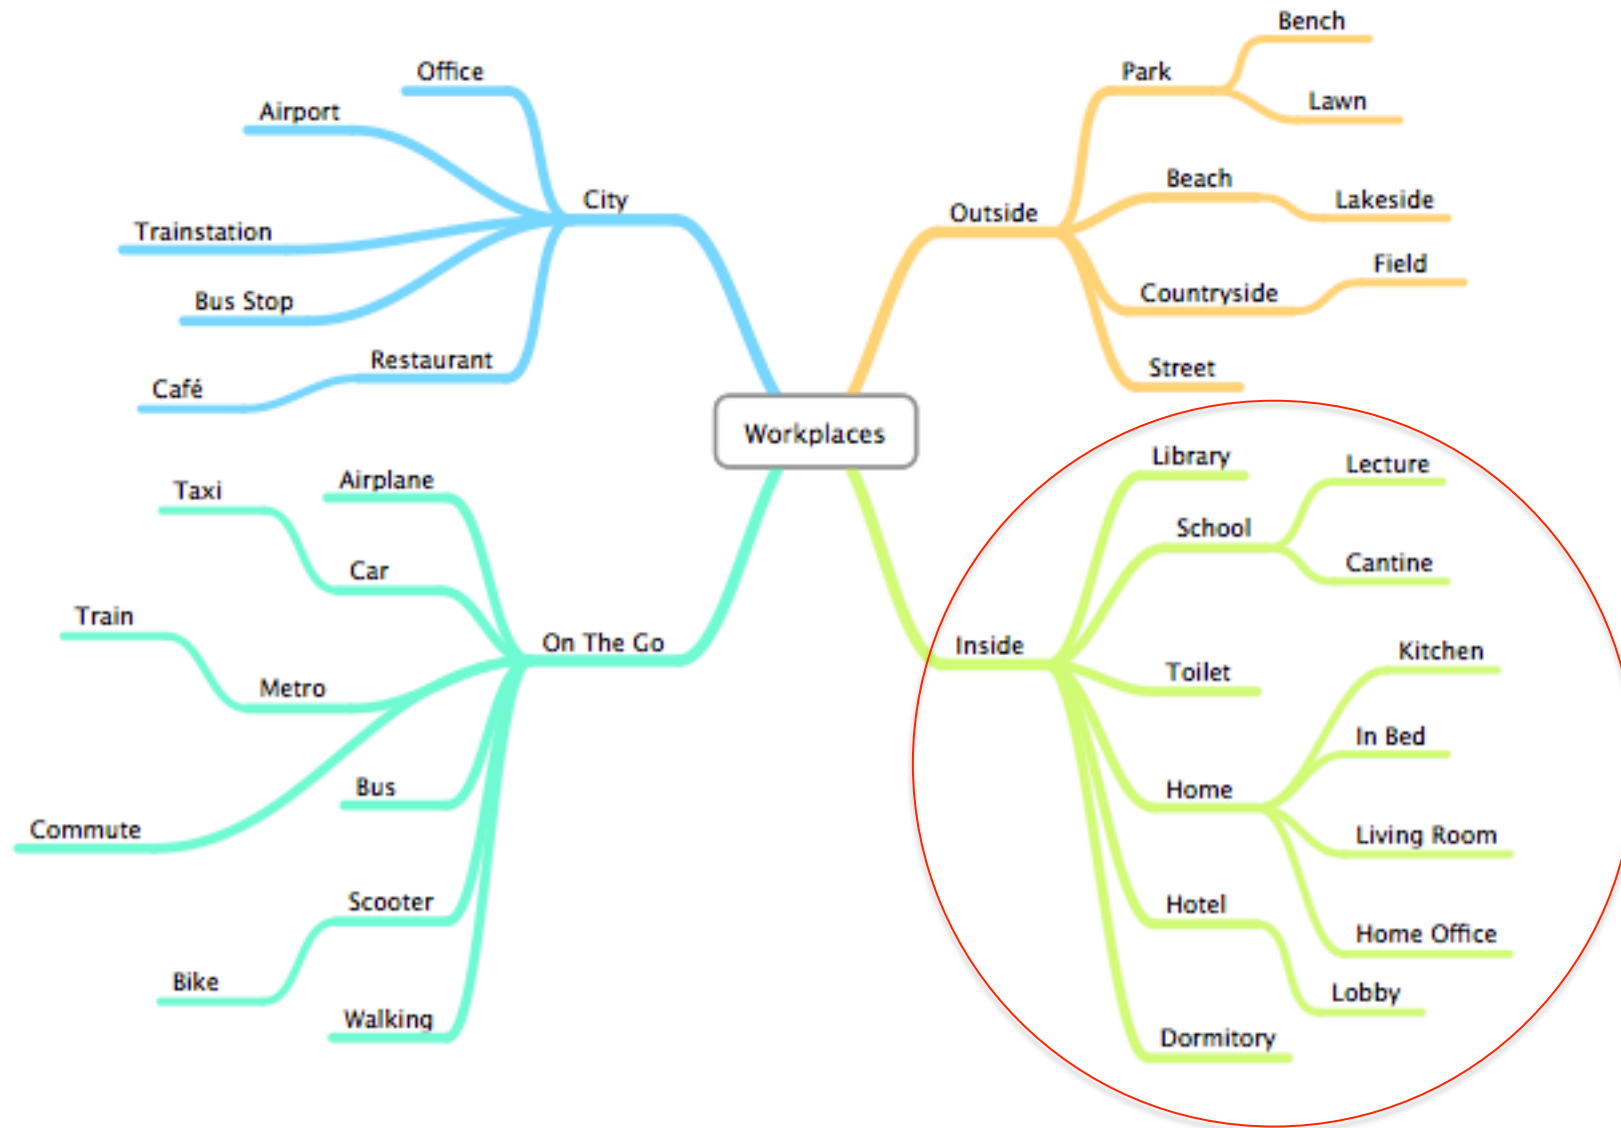 Workplaces
City
Office
Airport
Trainstation
Bus Stop
Restaurant
Café
Outside
Park
Bench
Lawn
Beach
Lakeside
Countryside
Field
Street
On The Go
Airplane
Car
Taxi
Metro
Train
Commute
Bus
Scooter
Bike
Walking
Inside
Library
School
Lecture
Cantine
Toilet
Home
Kitchen
In Bed
Living Room
Home Office
Hotel
Lobby
Dormitory